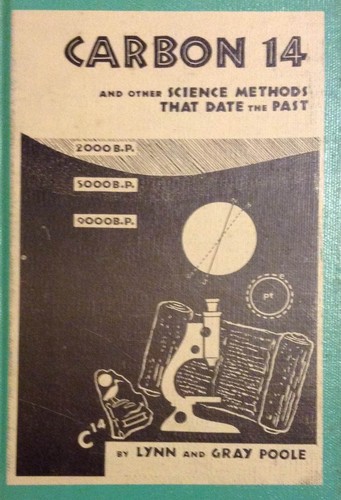 CARBON 14
AND OTHER SCIENCE METHODS
THAT DATE THE PAST
2000 B.P.
5000 B.P.
9000 B.P.
pt
C14
BY LYNN AND GRAY POOLE